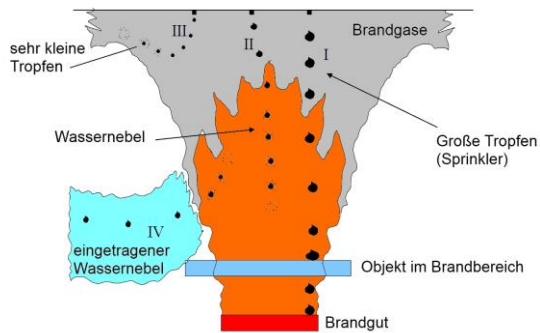 III
Brandgase
sehr kleine
Tropfen
II
I
Wassernebel
Große Tropfen
(Sprinkler)
IV
eingetragener
Wassernebel
Objekt im Brandbereich
Brandgut